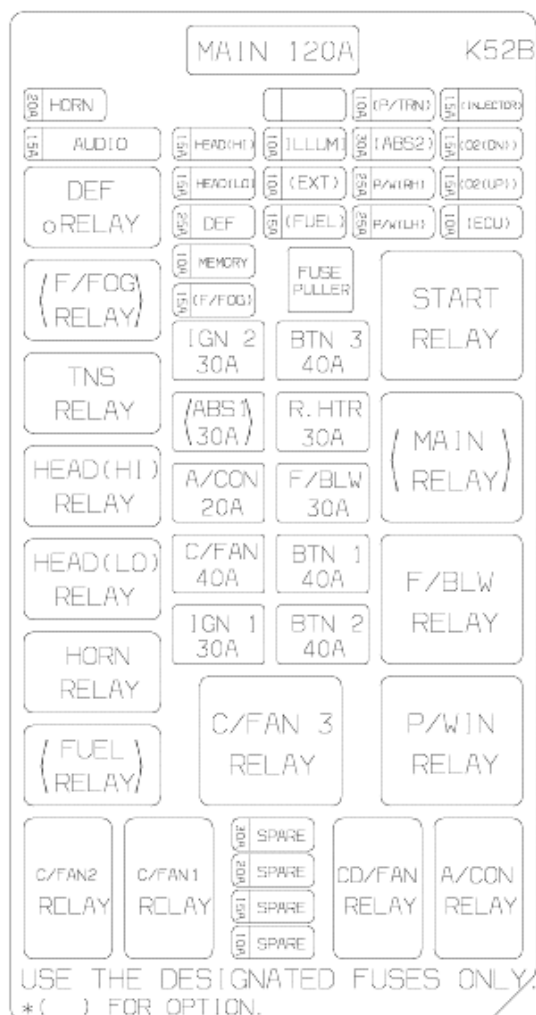 MAIN 120A
K52B
20A HORN
10A (P/TRN)
15A (INJECTOR)
15A AUDIO
15A HEAD(HI)
10A ILLUMI
30A (ABS2)
15A (O2(DN))
DEF
RELAY
15A HEAD(LO)
10A (EXT)
25A P/W(RH)
15A (O2(UP))
25A DEF
15A (FUEL)
25A P/W(LH)
10A (ECU)
10A MEMORY
FUSE
PULLER
START
RELAY
(F/FOG)
RELAY
15A (F/FOG)
IGN 2
30A
BTN 3
40A
TNS
RELAY
(ABS1)
30A
R.HTR
30A
(MAIN
RELAY)
HEAD(HI)
RELAY
A/CON
20A
F/BLW
30A
HEAD(LO)
RELAY
C/FAN
40A
BTN 1
40A
F/BLW
RELAY
IGN 1
30A
BTN 2
40A
HORN
RELAY
C/FAN 3
RELAY
P/WIN
RELAY
(FUEL
RELAY)
C/FAN2
RELAY
C/FAN1
RELAY
30A SPARE
20A SPARE
15A SPARE
10A SPARE
CD/FAN
RELAY
A/CON
RELAY
USE THE DESIGNATED FUSES ONLY.
*( ) FOR OPTION.